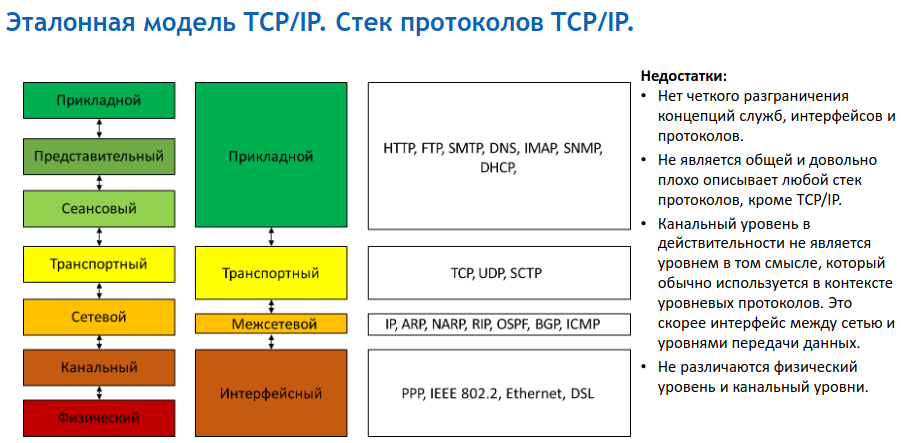 Эталонная модель TCP/IP. Стек протоколов TCP/IP.
Прикладной
Представительный
Сеансовый
Транспортный
Сетевой
Канальный
Физический
Прикладной
Транспортный
Межсетевой
Интерфейсный
HTTP, FTP, SMTP, DNS, IMAP, SNMP,
DHCP,
TCP, UDP, SCTP
IP, ARP, NARP, RIP, OSPF, BGP, ICMP
PPP, IEEE 802.2, Ethernet, DSL
Недостатки:
• Нет четкого разграничения
концепций служб, интерфейсов и
протоколов.
• Не является общей и довольно
плохо описывает любой стек
протоколов, кроме TCP/IP.
• Канальный уровень в
действительности не является
уровнем в том смысле, который
обычно используется в контексте
уровневых протоколов. Это
скорее интерфейс между сетью и
уровнями передачи данных.
• Не различаются физический
уровень и канальный уровни.